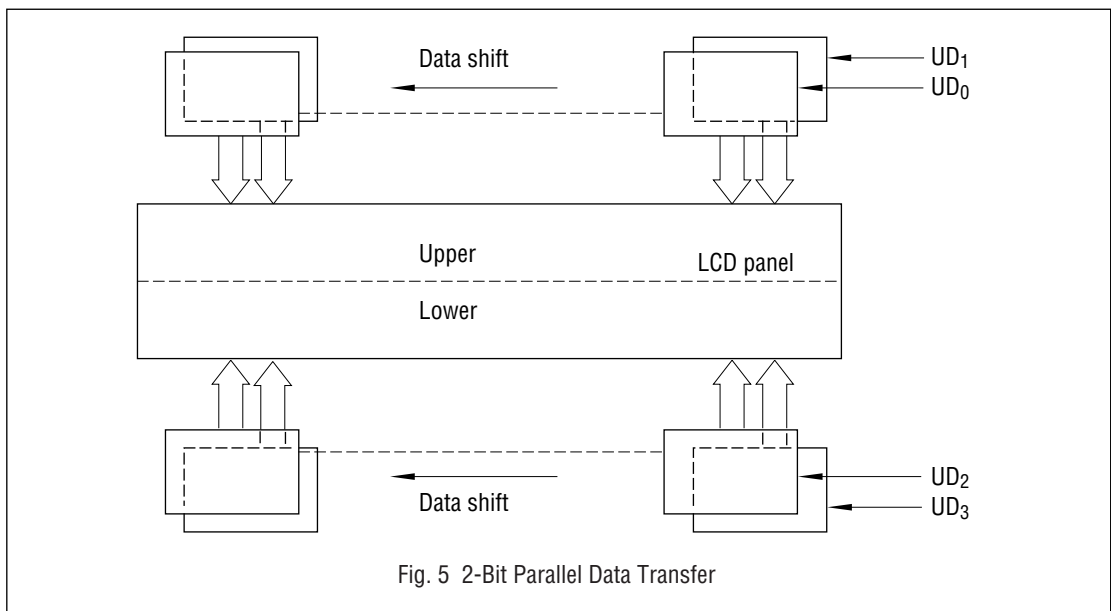 Data shift
UD₁
UD₀
Upper
LCD panel
Lower
UD₂
Data shift
UD₃
Fig. 5 2-Bit Parallel Data Transfer